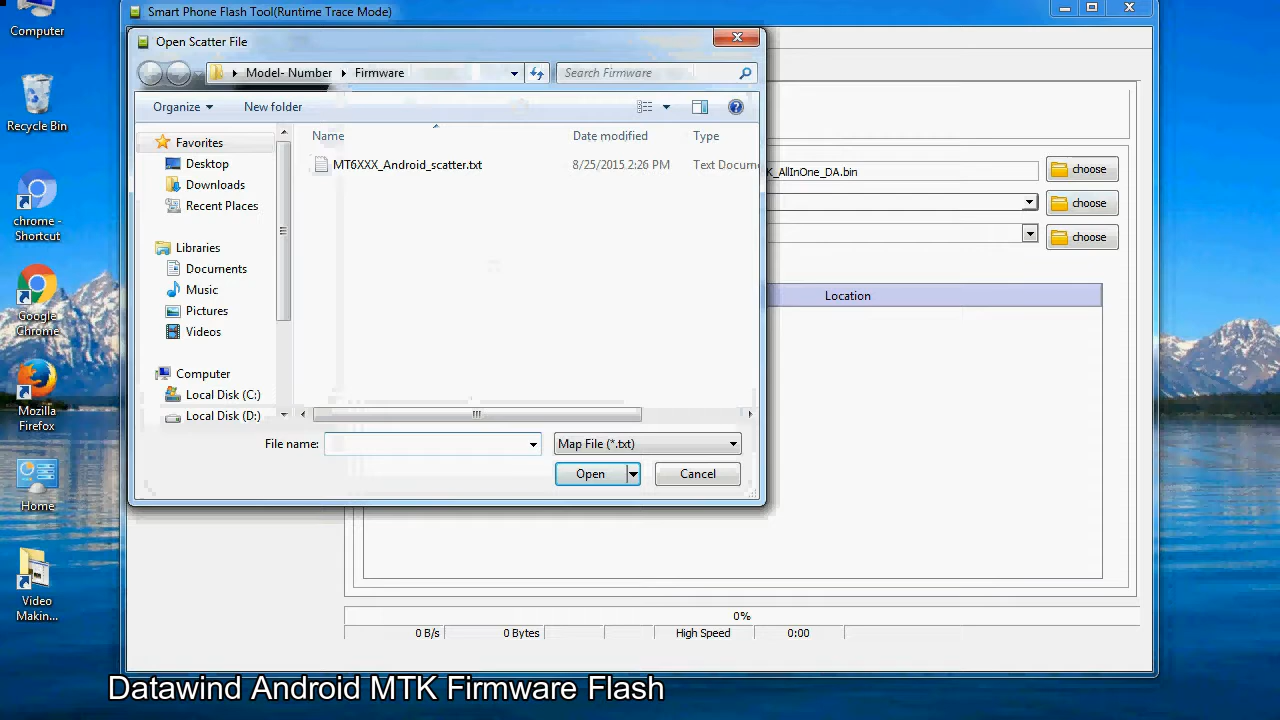 Smart Phone Flash Tool(Runtime Trace Mode)
Computer
Open Scatter File
Model- Number
Firmware
Search Firmware
Organize
New folder
Recycle Bin
Favorites
Desktop
Downloads
Recent Places
Libraries
Documents
Music
Pictures
Videos
Computer
Local Disk (C:)
Local Disk (D:)
Name
Date modified
Type
MT6XXX_Android_scatter.txt
8/25/2015 2:26 PM
Text Docum
K_AllInOne_DA.bin
choose
choose
choose
Location
chrome -
Shortcut
Google
Chrome
Mozilla
Firefox
Home
Video
Makin...
File name:
Map File (*.txt)
Open
Cancel
0%
0 B/s
0 Bytes
High Speed
0:00
Datawind Android MTK Firmware Flash